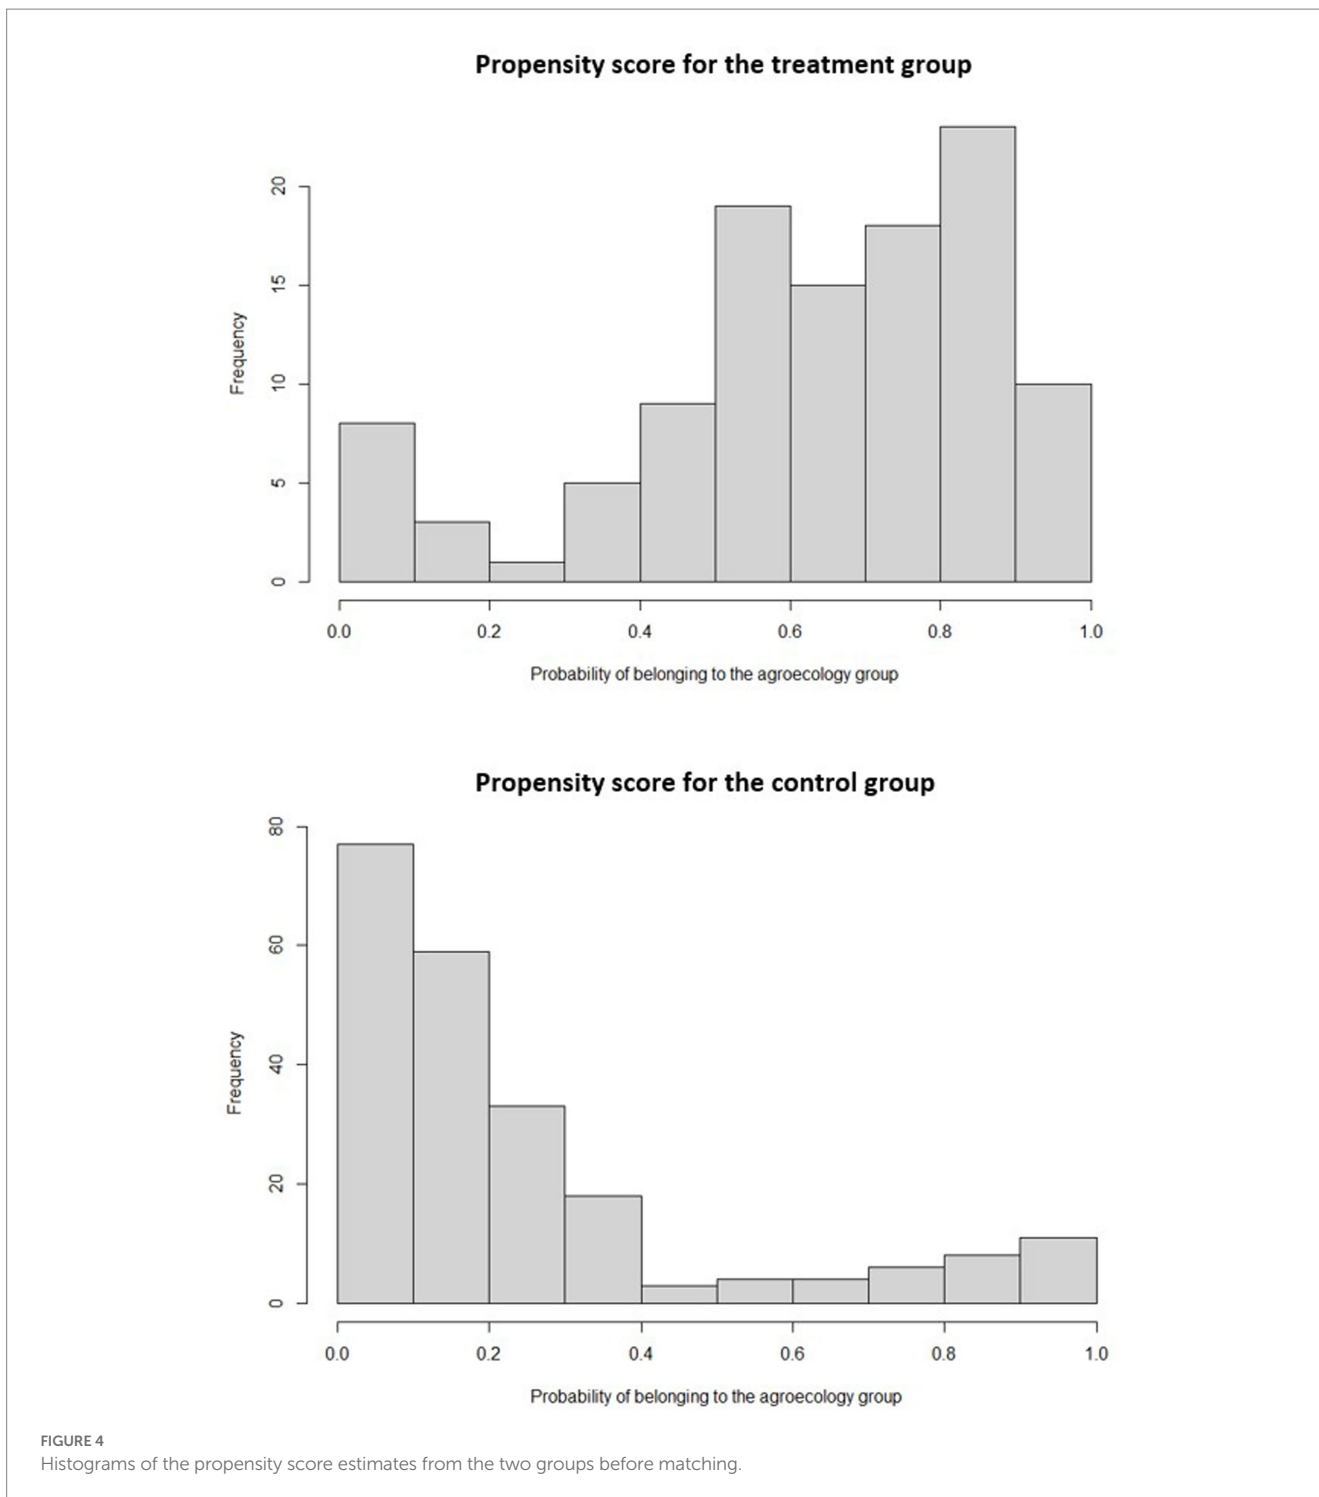 Propensity score for the treatment group
20
15
10
5
0
Frequency
0.0 0.2 0.4 0.6 0.8 1.0
Probability of belonging to the agroecology group
Propensity score for the control group
80
60
40
20
0
Frequency
0.0 0.2 0.4 0.6 0.8 1.0
Probability of belonging to the agroecology group
FIGURE 4
Histograms of the propensity score estimates from the two groups before matching.